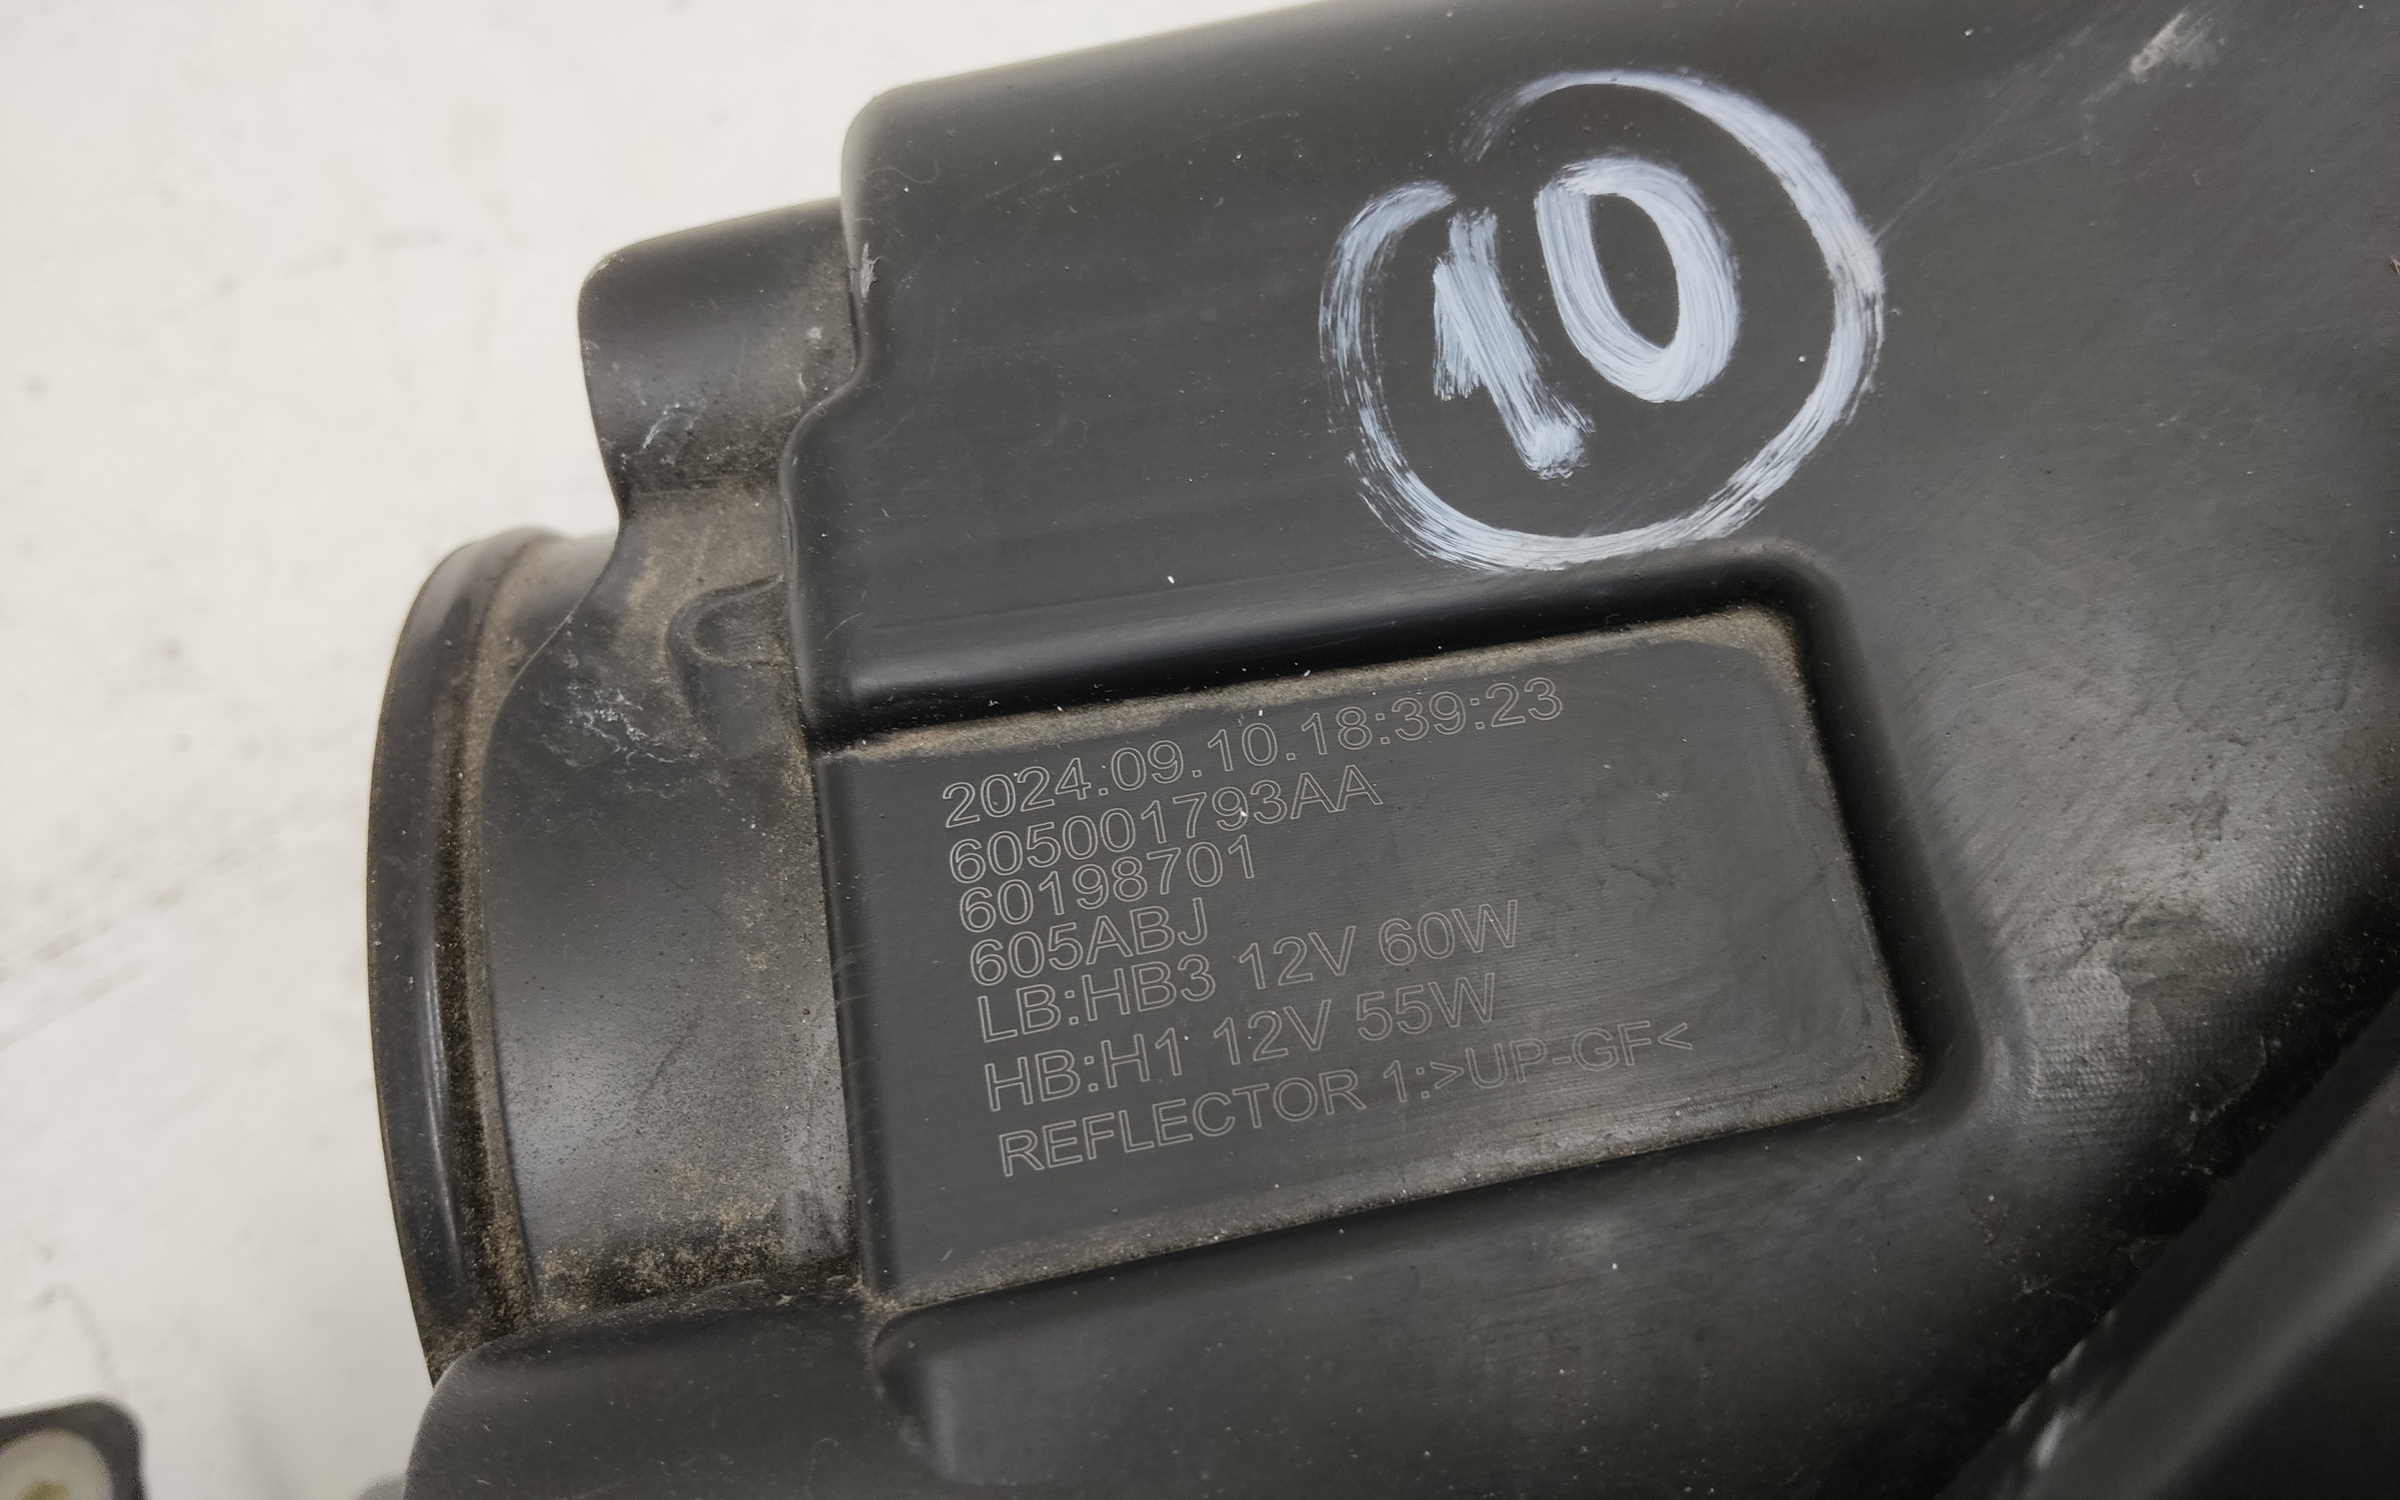 10
2024.09.10.18:39:23
605001793AA
60198701
605ABJ
LB:HB3 12V 60W
HB:H1 12V 55W
REFLECTOR 1:>UP-GF<